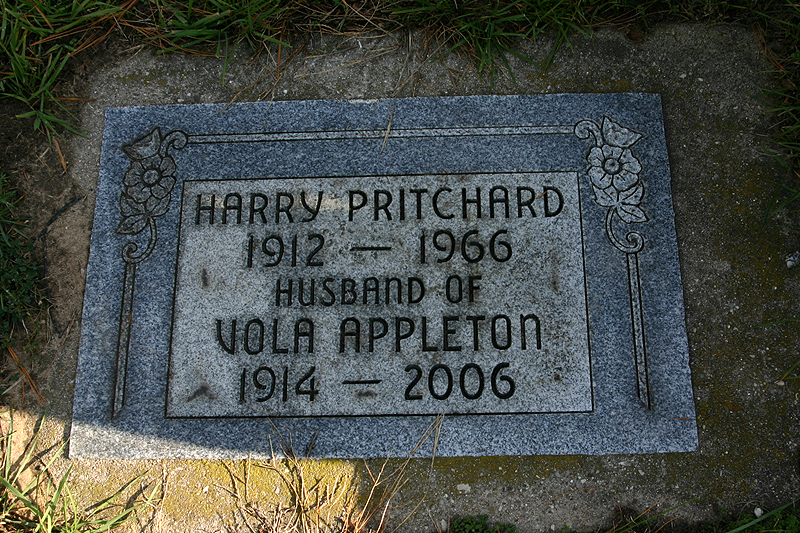 HARRY PRITCHARD
1912 — 1966
HUSBAND OF
VOLA APPLETON
1914 — 2006